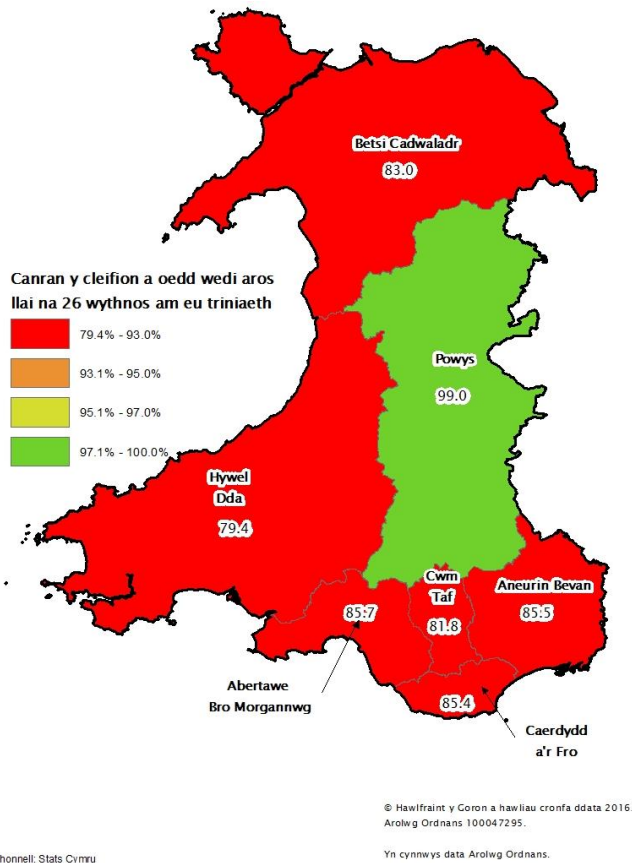 Betsi Cadwaladr
83.0
Canran y cleifion a oedd wedi aros
llai na 26 wythnos am eu triniaeth
79.4% - 93.0%
93.1% - 95.0%
95.1% - 97.0%
97.1% - 100.0%
Powys
99.0
Hywel
Dda
79.4
Cwm
Taf
81.8
Aneurin Bevan
85.5
85.7
Abertawe
Bro Morgannwg
85.4
Caerdydd
a'r Fro
© Hawlfraint y Goron a hawliau cronfa ddata 2016.
Arolwg Ordnans 100047295.
Yn cynnwys data Arolwg Ordnans.
honnell: Stats Cymru